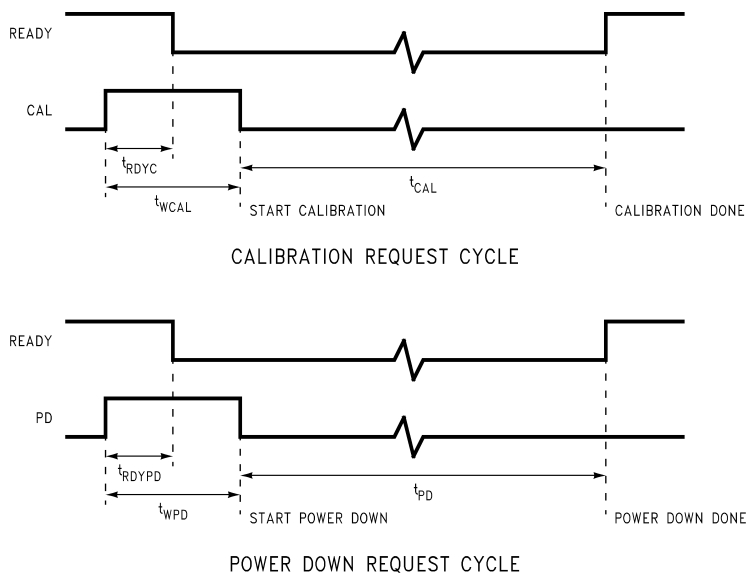 READY
CAL
tRDYC
tWCAL
tCAL
START CALIBRATION
CALIBRATION DONE
CALIBRATION REQUEST CYCLE
READY
PD
tRDYPD
tWPD
tPD
START POWER DOWN
POWER DOWN DONE
POWER DOWN REQUEST CYCLE